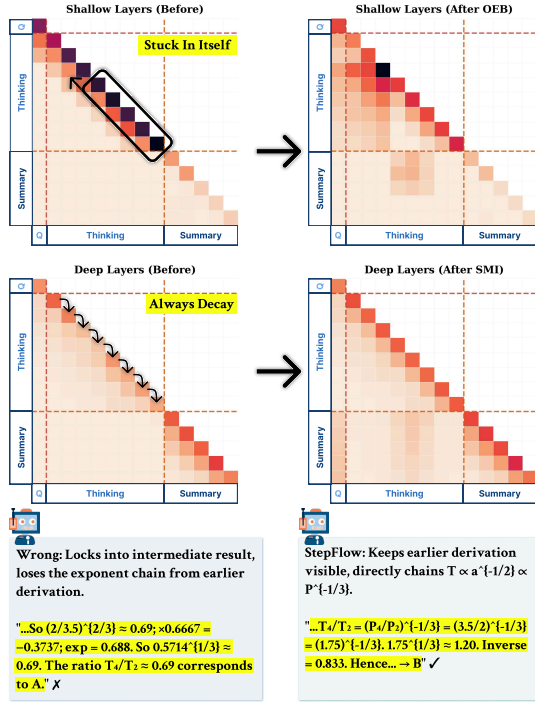 Shallow Layers (Before)
Shallow Layers (After OEB)
Q
Stuck In Itself
Thinking
Summary
Q
Thinking
Summary
Q
Thinking
Summary
Q
Thinking
Summary
Deep Layers (Before)
Deep Layers (After SMI)
Q
Always Decay
Thinking
Summary
Q
Thinking
Summary
Q
Thinking
Summary
Q
Thinking
Summary
Wrong: Locks into intermediate result,
loses the exponent chain from earlier
derivation.
"...So (2/3.5)^{2/3} ≈ 0.69; ×0.6667 =
−0.3737; exp = 0.688. So 0.5714^{1/3} ≈
0.69. The ratio T₄/T₂ ≈ 0.69 corresponds
to A." ✗
StepFlow: Keeps earlier derivation
visible, directly chains T ∝ a^{-1/2} ∝
P^{-1/3}.
"...T₄/T₂ = (P₄/P₂)^{-1/3} = (3.5/2)^{-1/3}
= (1.75)^{-1/3}. 1.75^{1/3} ≈ 1.20. Inverse
≈ 0.833. Hence... → B" ✓